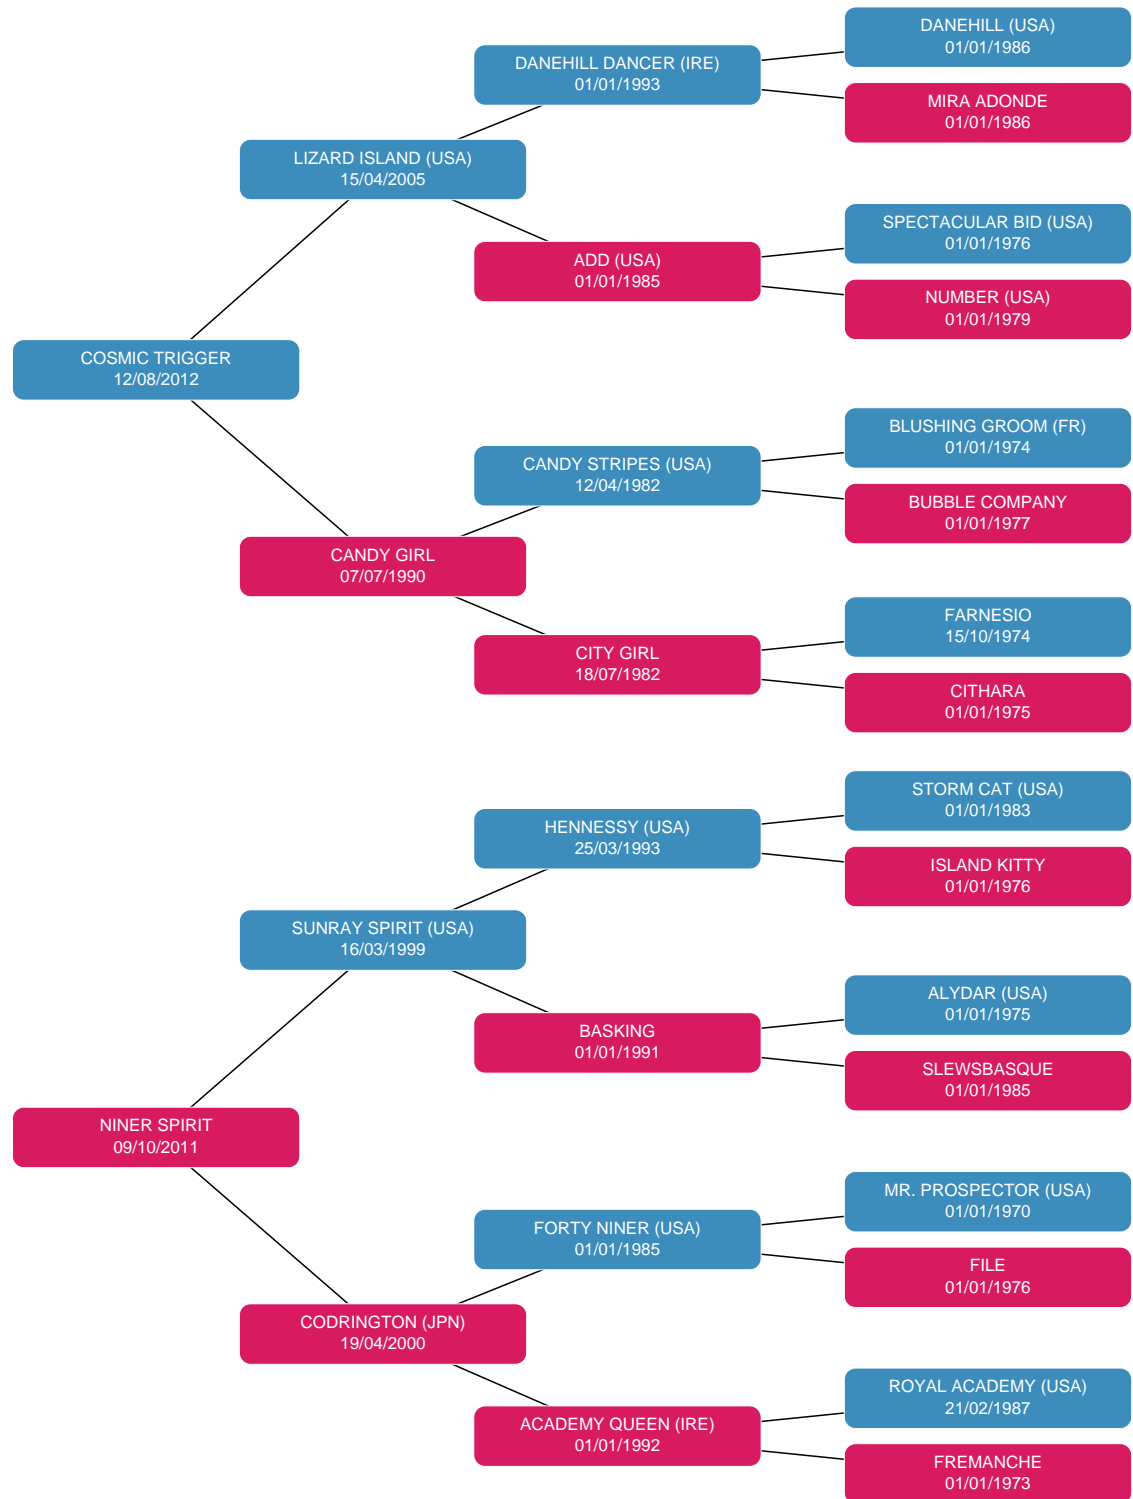 DANEHILL (USA)
01/01/1986
DANEHILL DANCER (IRE)
01/01/1993
MIRA ADONDE
01/01/1986
LIZARD ISLAND (USA)
15/04/2005
SPECTACULAR BID (USA)
01/01/1976
ADD (USA)
01/01/1985
NUMBER (USA)
01/01/1979
COSMIC TRIGGER
12/08/2012
BLUSHING GROOM (FR)
01/01/1974
CANDY STRIPES (USA)
12/04/1982
BUBBLE COMPANY
01/01/1977
CANDY GIRL
07/07/1990
FARNESIO
15/10/1974
CITY GIRL
18/07/1982
CITHARA
01/01/1975
STORM CAT (USA)
01/01/1983
HENNESSY (USA)
25/03/1993
ISLAND KITTY
01/01/1976
SUNRAY SPIRIT (USA)
16/03/1999
ALYDAR (USA)
01/01/1975
BASKING
01/01/1991
SLEWSBASQUE
01/01/1985
NINER SPIRIT
09/10/2011
MR. PROSPECTOR (USA)
01/01/1970
FORTY NINER (USA)
01/01/1985
FILE
01/01/1976
CODRINGTON (JPN)
19/04/2000
ROYAL ACADEMY (USA)
21/02/1987
ACADEMY QUEEN (IRE)
01/01/1992
FREMANCHE
01/01/1973